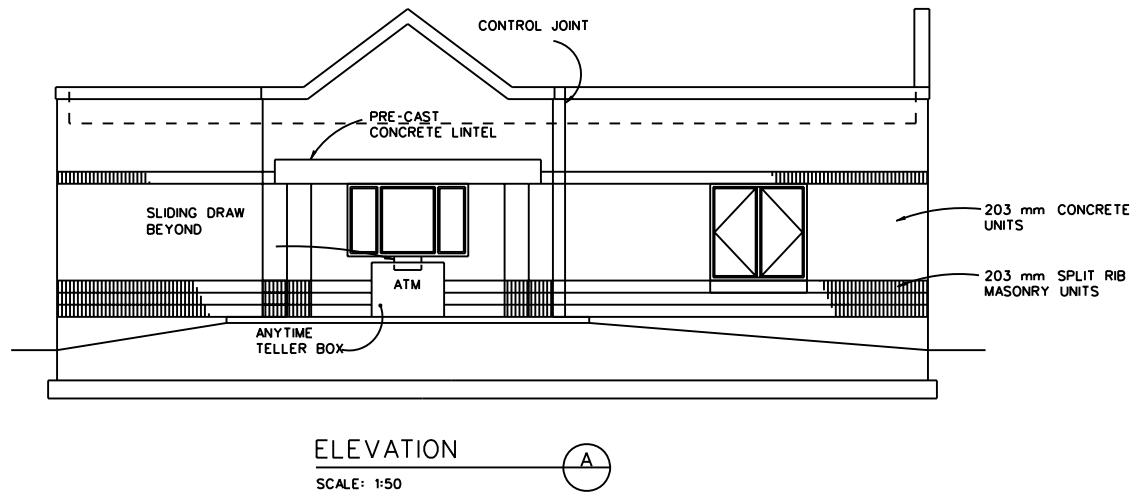 CONTROL JOINT
PRE-CAST
CONCRETE LINTEL
SLIDING DRAW
BEYOND
203 mm CONCRETE
UNITS
ATM
203 mm SPLIT RIB
MASONRY UNITS
ANYTIME
TELLER BOX
ELEVATION
A
SCALE: 1:50